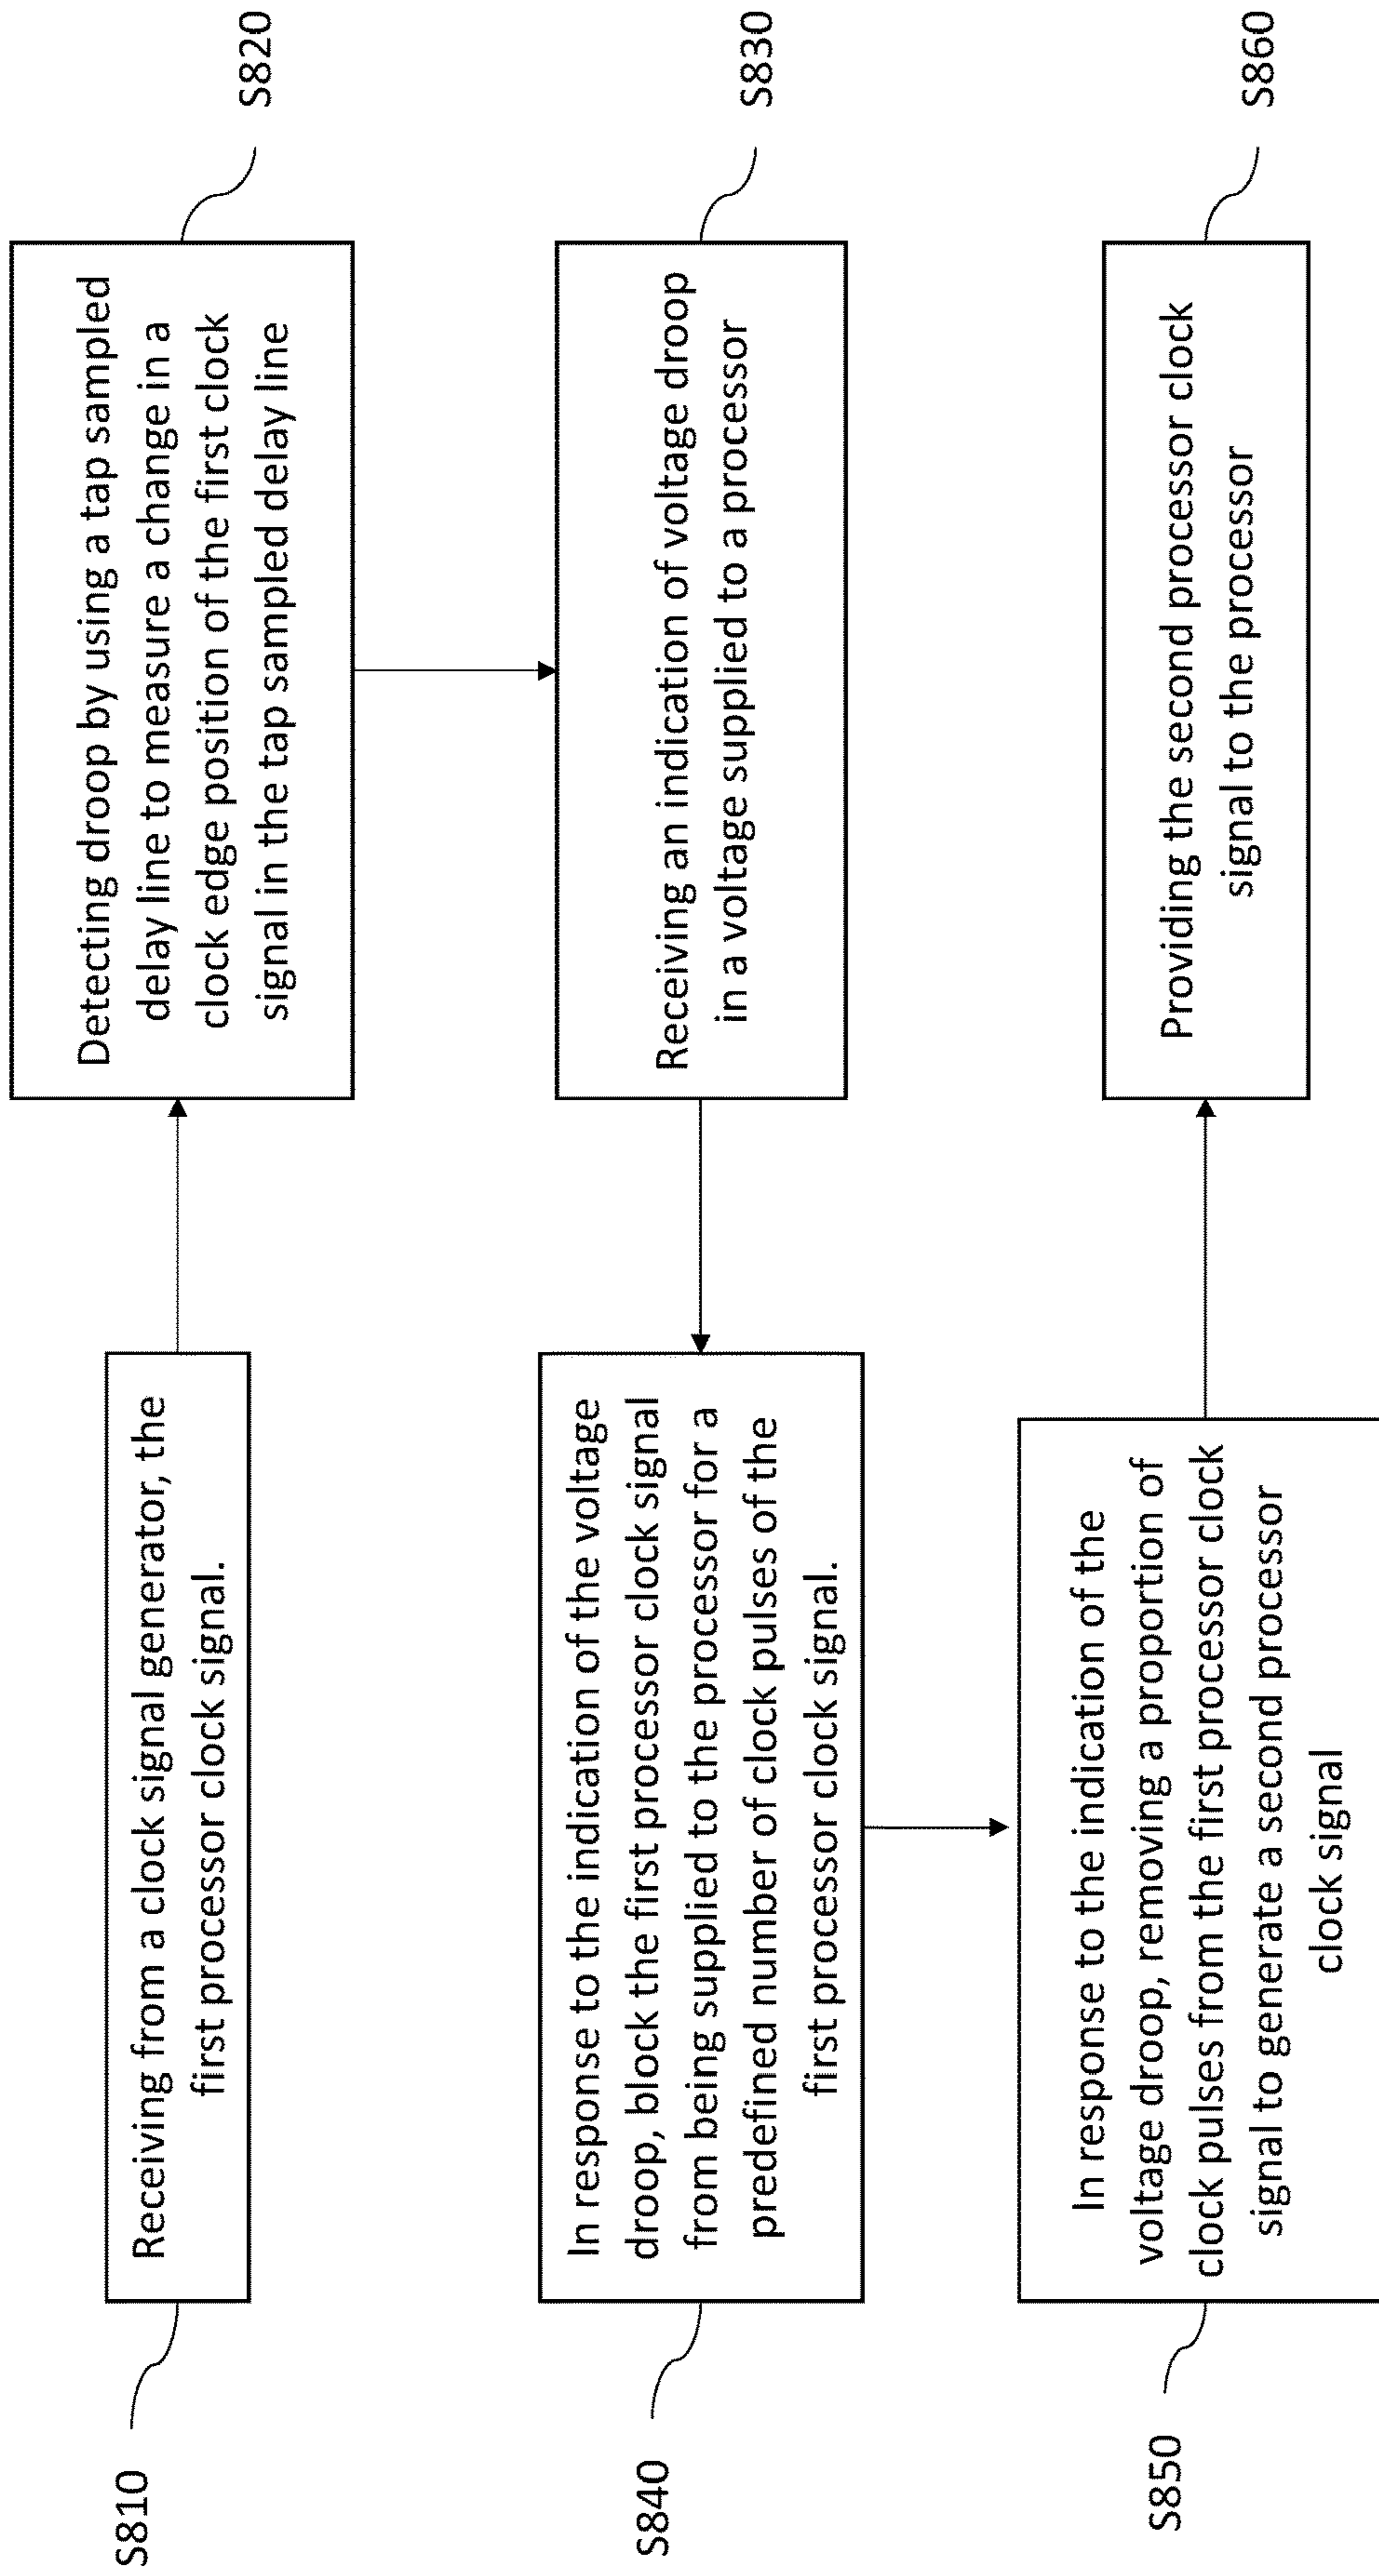 S810
Receiving from a clock signal generator, the
first processor clock signal.
S820
Detecting droop by using a tap sampled
delay line to measure a change in a
clock edge position of the first clock
signal in the tap sampled delay line
S830
Receiving an indication of voltage droop
in a voltage supplied to a processor
S840
In response to the indication of the voltage
droop, block the first processor clock signal
from being supplied to the processor for a
predefined number of clock pulses of the
first processor clock signal.
S850
In response to the indication of the
voltage droop, removing a proportion of
clock pulses from the first processor clock
signal to generate a second processor
clock signal
S860
Providing the second processor clock
signal to the processor